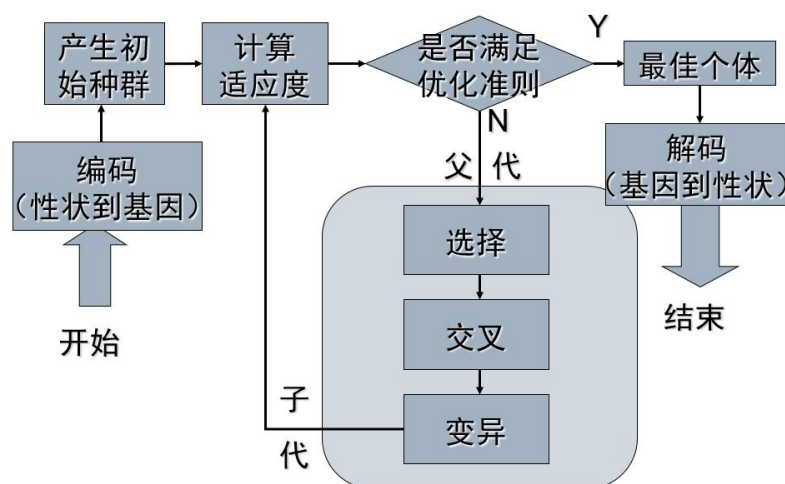 产生初
始种群
计算
适应度
是否满足
优化准则
Y
最佳个体
N
编码
（性状到基因）
父 代
解码
（基因到性状）
选择
开始
交叉
结束
子
代
变异